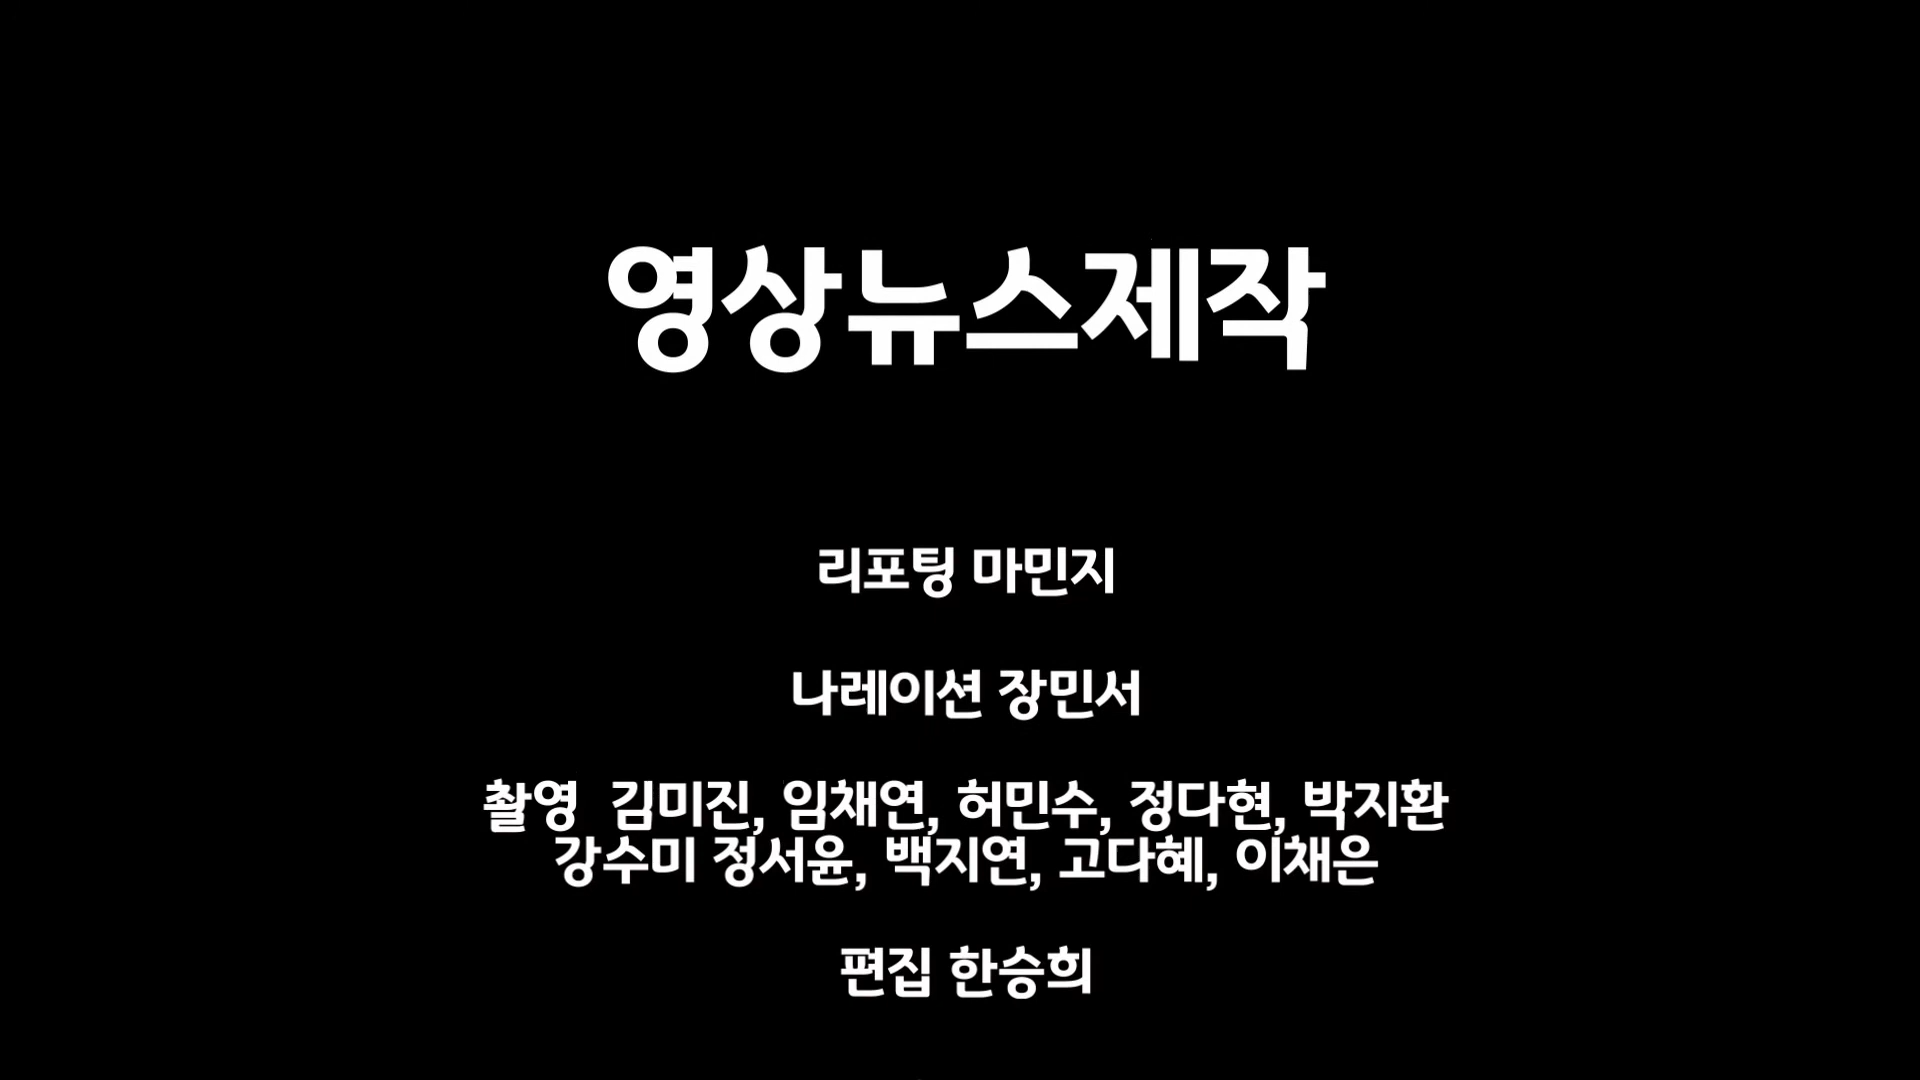 영상뉴스제작
리포팅 마민지
나레이션 장민서
촬영  김미진, 임채연, 허민수, 정다현, 박지환
강수미 정서윤, 백지연, 고다혜, 이채은
편집 한승희